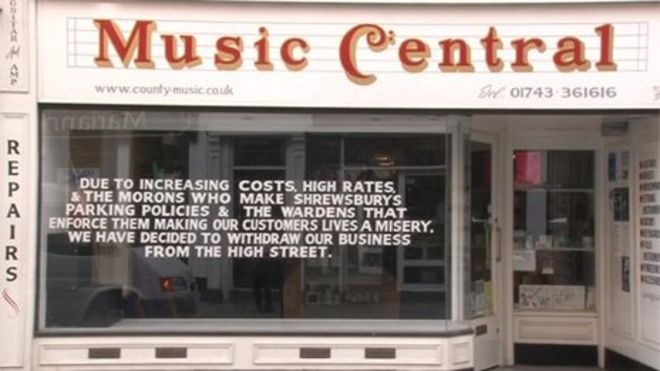 GUITAR
AMP
REPAIRS
Music Central
www.county-music.co.uk
Tel. 01743·361616
DUE TO INCREASING COSTS, HIGH RATES,
& THE MORONS WHO MAKE SHREWSBURYS
PARKING POLICIES & THE WARDENS THAT
ENFORCE THEM MAKING OUR CUSTOMERS LIVES A MISERY,
WE HAVE DECIDED TO WITHDRAW OUR BUSINESS
FROM THE HIGH STREET.